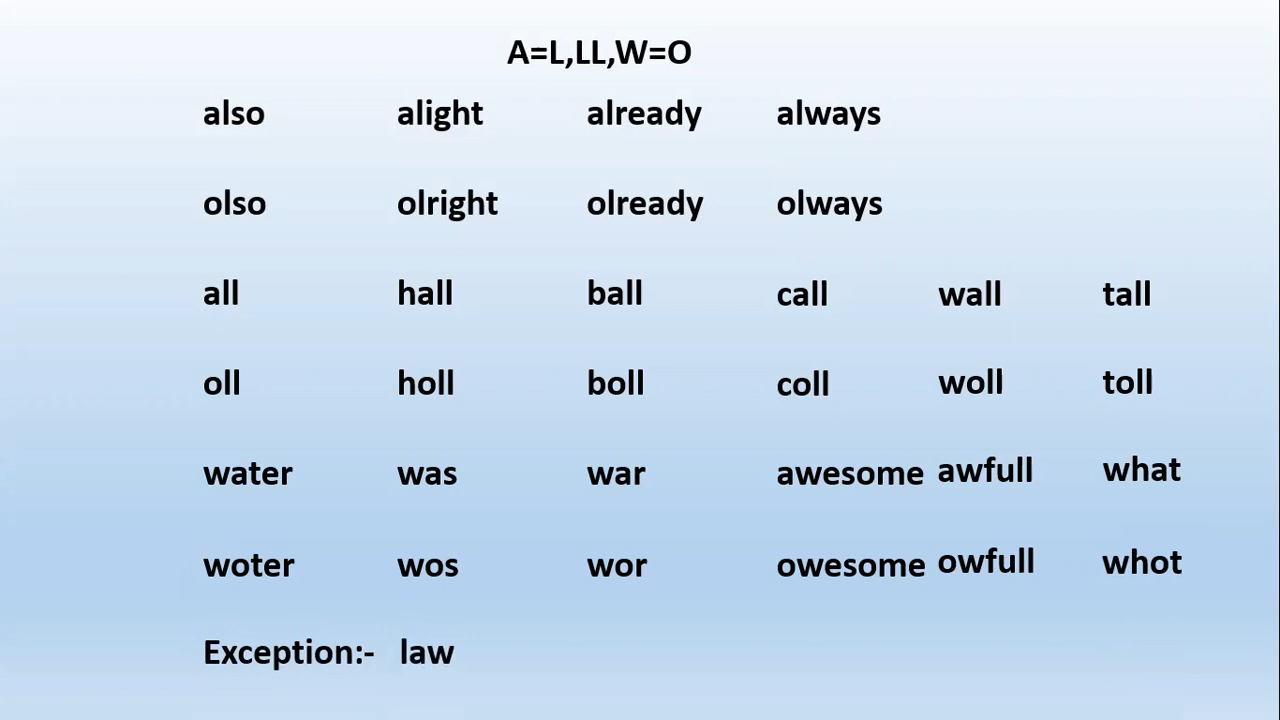 A=L,LL,W=O
also alight already always
olso olright olready olways
all hall ball call wall tall
oll holl boll coll woll toll
water was war awesome awfull what
woter wos wor owesome owfull whot
Exception:- law